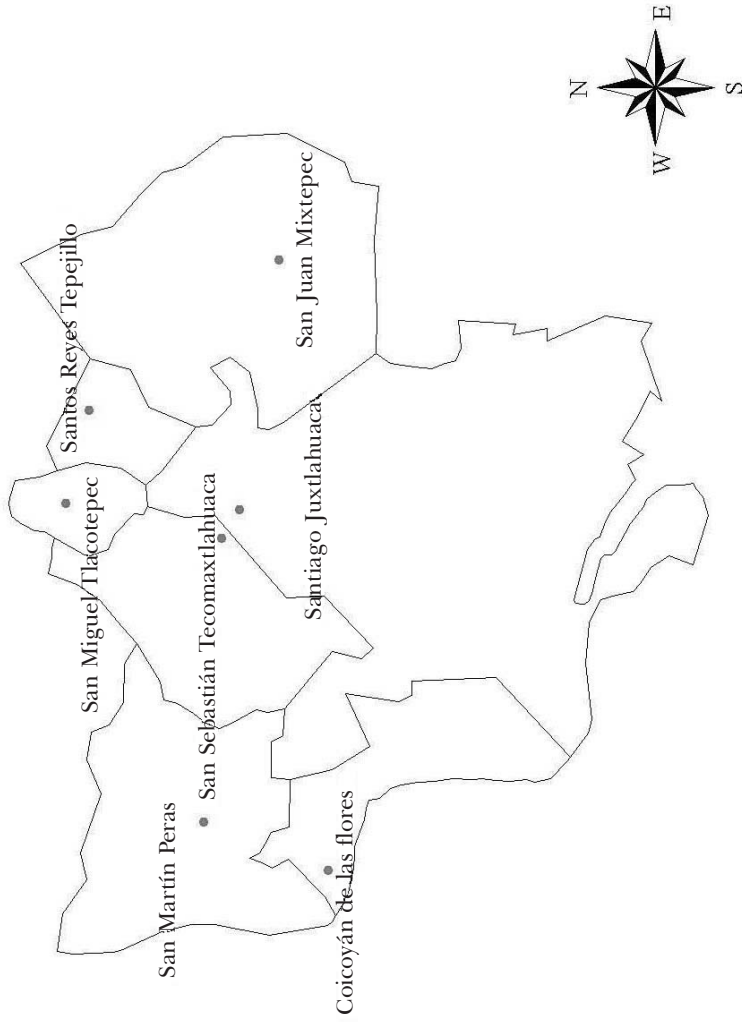 Santos Reyes Tepejillo
San Miguel Tlacotepec
San Juan Mixtepec
San Sebastián Tecomaxtlahuaca
Santiago Juxtlahuaca
San Martín Peras
Coicoyán de las flores
N
E
W
S